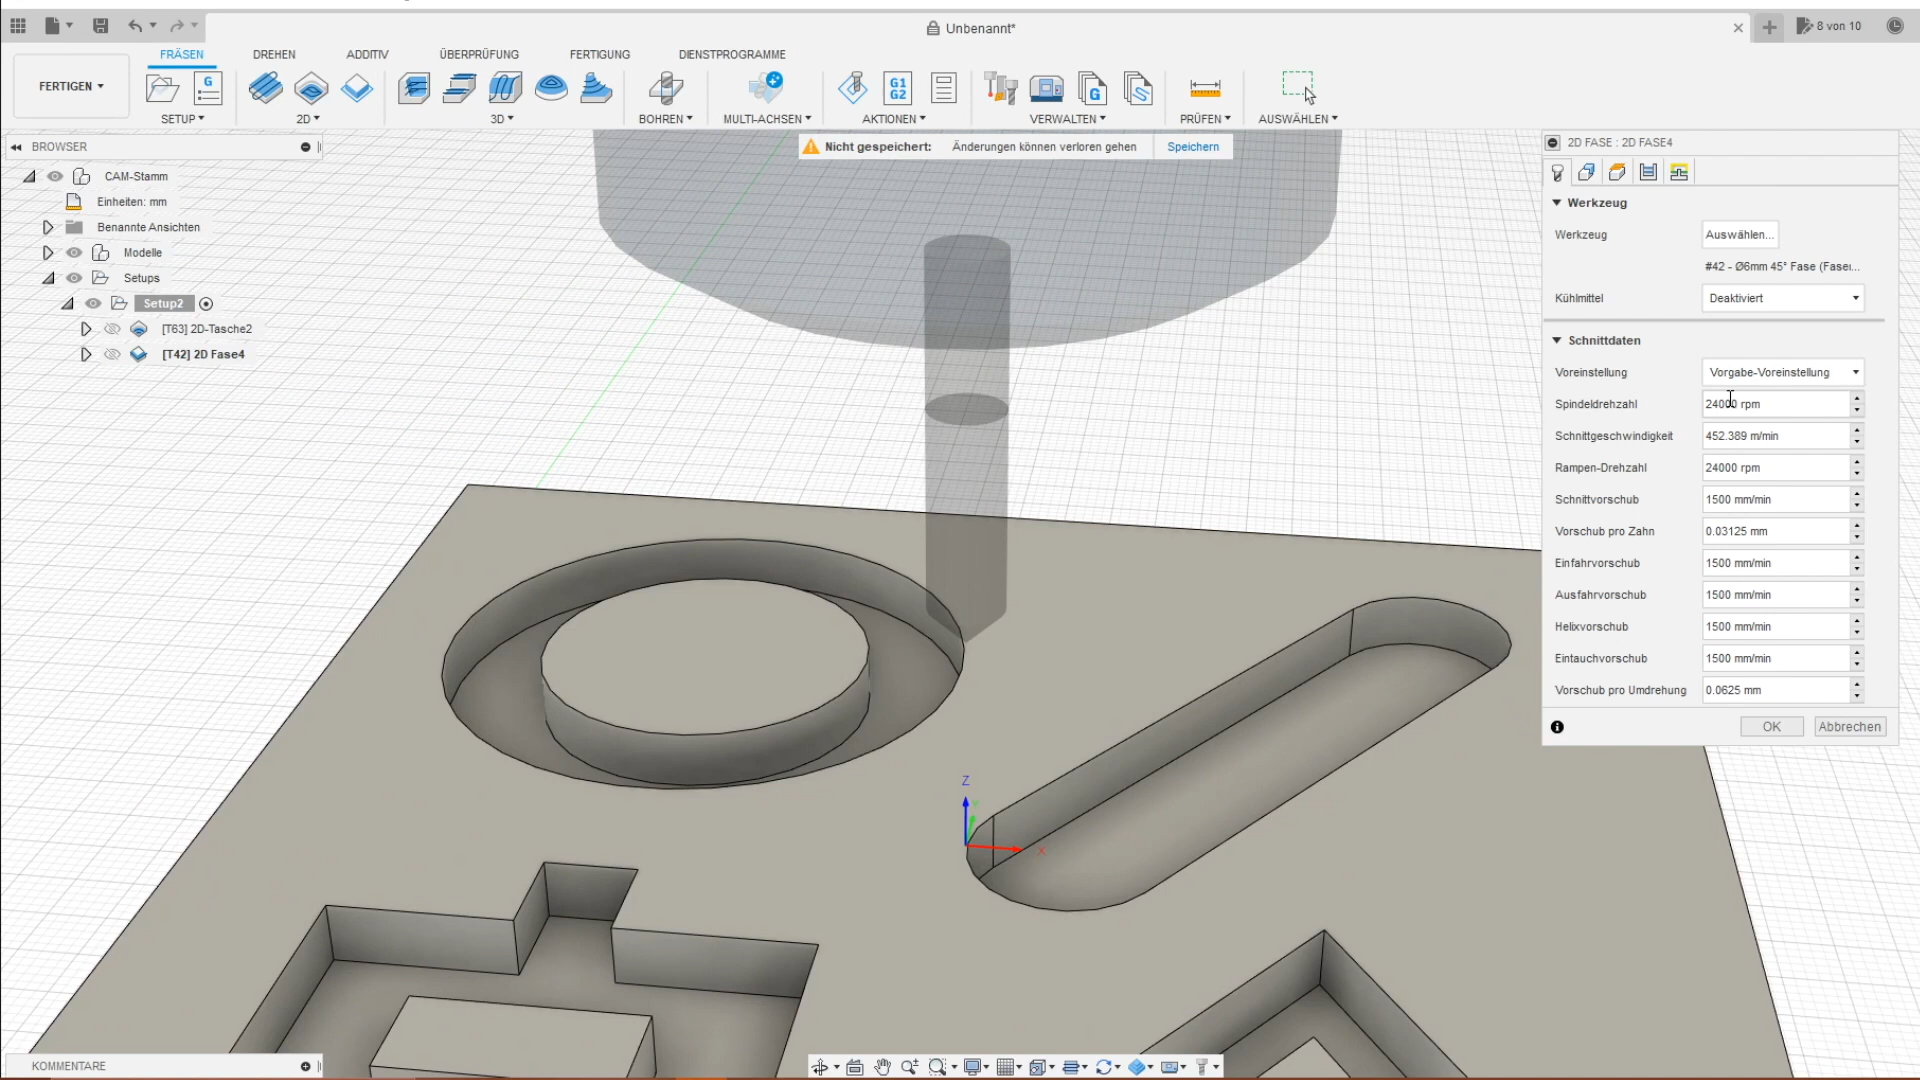 Unbenannt*
8 von 10
FERTIGEN
FRÄSEN
DREHEN
ADDITIV
ÜBERPRÜFUNG
FERTIGUNG
DIENSTPROGRAMME
G
G1
G2
G
SETUP
2D
3D
BOHREN
MULTI-ACHSEN
AKTIONEN
VERWALTEN
PRÜFEN
AUSWÄHLEN
BROWSER
Nicht gespeichert: Änderungen können verloren gehen Speichern
CAM-Stamm
Einheiten: mm
Benannte Ansichten
Modelle
Setups
Setup2
[T63] 2D-Tasche2
[T42] 2D Fase4
2D FASE : 2D FASE4
Werkzeug
Werkzeug Auswählen...
#42 - Ø6mm 45° Fase (Faser...
Kühlmittel Deaktiviert
Schnittdaten
Voreinstellung Vorgabe-Voreinstellung
Spindeldrehzahl 24000 rpm
Schnittgeschwindigkeit 452.389 m/min
Rampen-Drehzahl 24000 rpm
Schnittvorschub 1500 mm/min
Vorschub pro Zahn 0.03125 mm
Einfahrvorschub 1500 mm/min
Ausfahrvorschub 1500 mm/min
Helixvorschub 1500 mm/min
Eintauchvorschub 1500 mm/min
Vorschub pro Umdrehung 0.0625 mm
OK Abbrechen
Z
X
KOMMENTARE